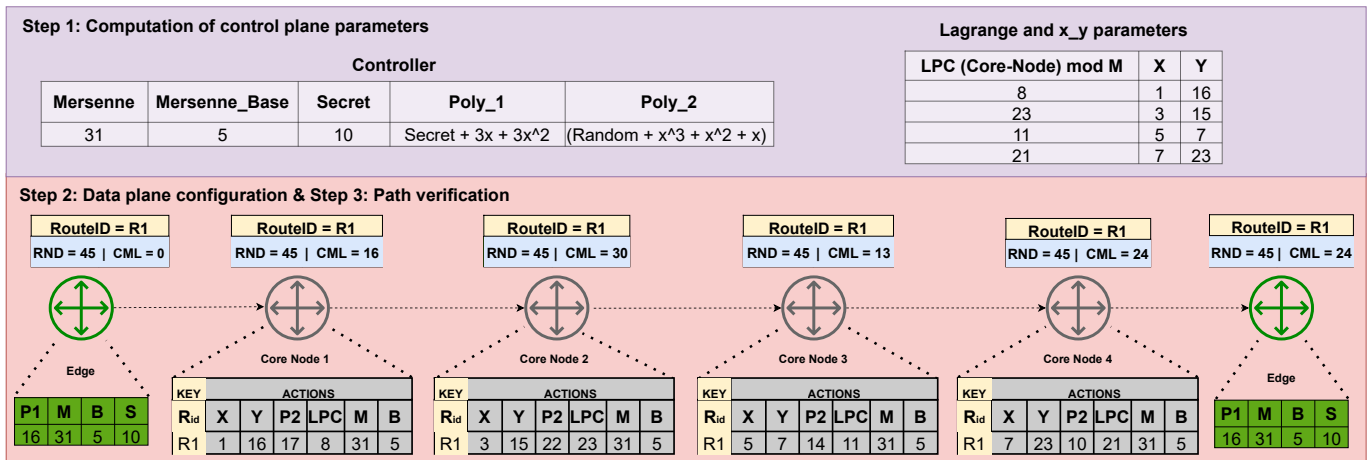 Step 1: Computation of control plane parameters
Controller
Mersenne Mersenne_Base Secret Poly_1 Poly_2
31 5 10 Secret + 3x + 3x^2 (Random + x^3 + x^2 + x)
Lagrange and x_y parameters
LPC (Core-Node) mod M X Y
8 1 16
23 3 15
11 5 7
21 7 23
Step 2: Data plane configuration & Step 3: Path verification
RouteID = R1 RouteID = R1 RouteID = R1 RouteID = R1 RouteID = R1 RouteID = R1
RND = 45 | CML = 0 RND = 45 | CML = 16 RND = 45 | CML = 30 RND = 45 | CML = 13 RND = 45 | CML = 24 RND = 45 | CML = 24
Edge
P1 M B S
16 31 5 10
Core Node 1
KEY ACTIONS
Rid X Y P2 LPC M B
R1 1 16 17 8 31 5
Core Node 2
KEY ACTIONS
Rid X Y P2 LPC M B
R1 3 15 22 23 31 5
Core Node 3
KEY ACTIONS
Rid X Y P2 LPC M B
R1 5 7 14 11 31 5
Core Node 4
KEY ACTIONS
Rid X Y P2 LPC M B
R1 7 23 10 21 31 5
Edge
P1 M B S
16 31 5 10